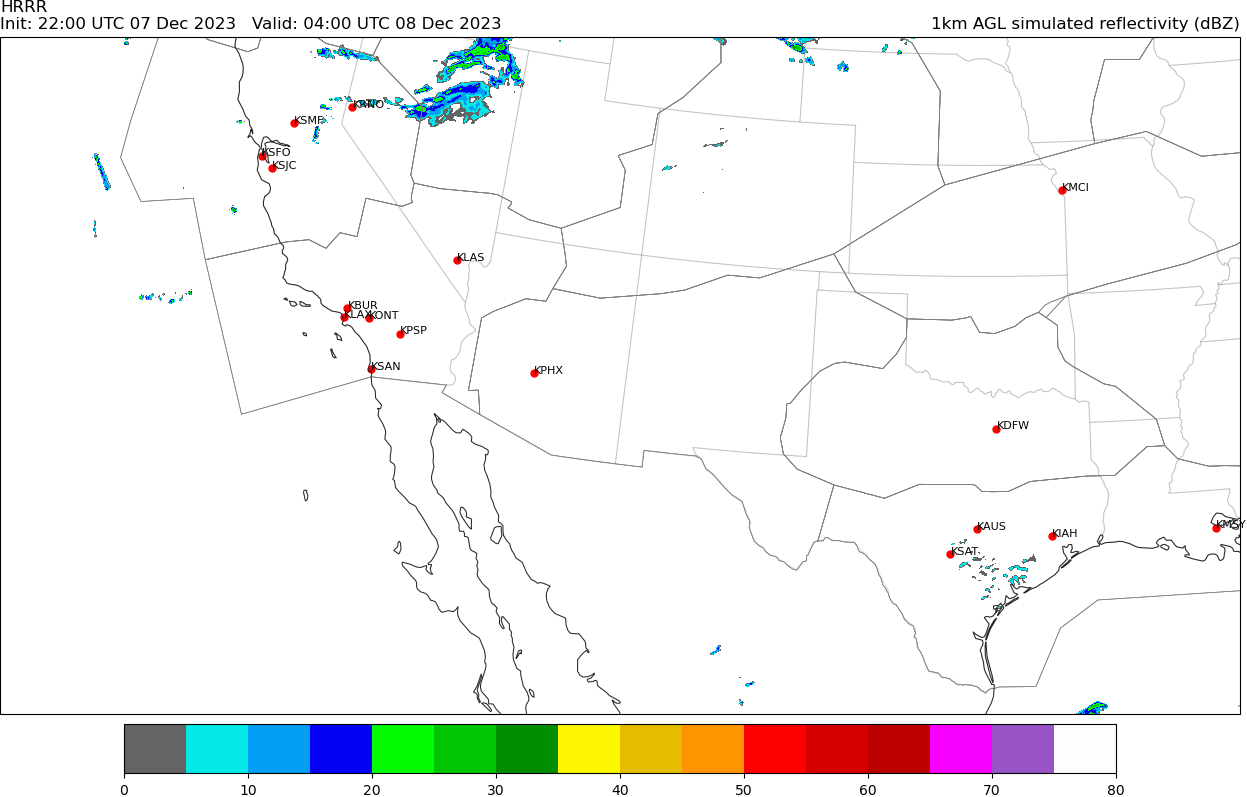 HRRR
Init: 22:00 UTC 07 Dec 2023 Valid: 04:00 UTC 08 Dec 2023 1km AGL simulated reflectivity (dBZ)
KRNO
KSMF
KSFO
KSJC
KMCI
KLAS
KBUR
KLAX KONT
KPSP
KSAN
KPHX
KDFW
KAUS KMSY
KIAH
KSAT
0 10 20 30 40 50 60 70 80